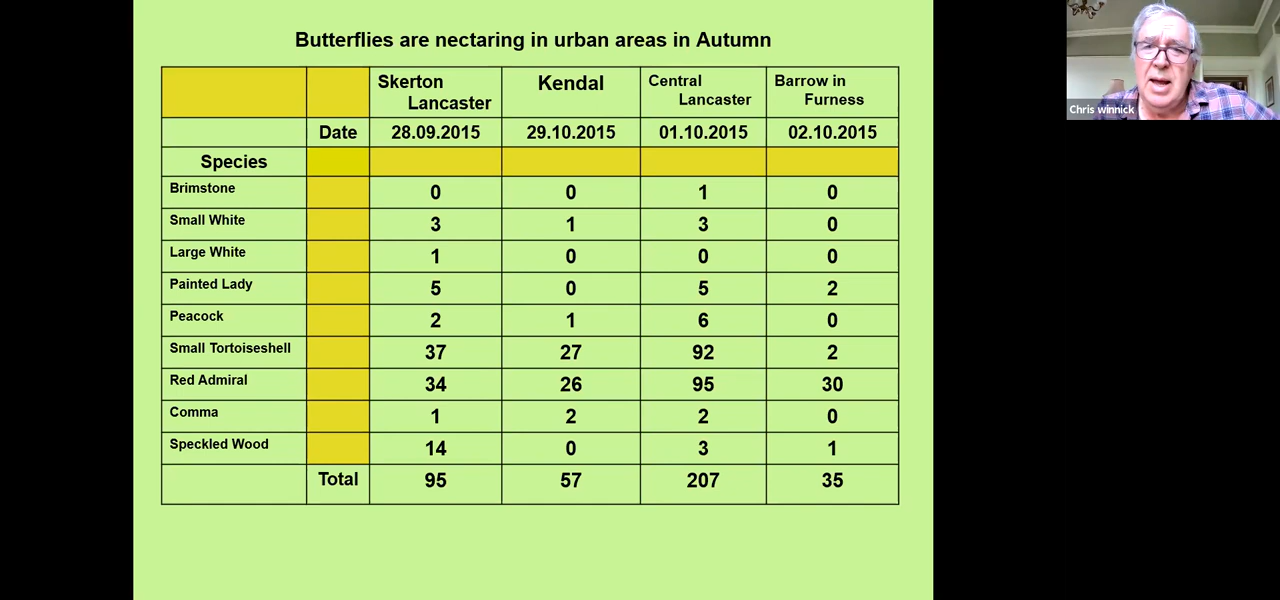 Butterflies are nectaring in urban areas in Autumn
Skerton Lancaster Kendal Central Lancaster Barrow in Furness
Date 28.09.2015 29.10.2015 01.10.2015 02.10.2015
Species
Brimstone 0 0 1 0
Small White 3 1 3 0
Large White 1 0 0 0
Painted Lady 5 0 5 2
Peacock 2 1 6 0
Small Tortoiseshell 37 27 92 2
Red Admiral 34 26 95 30
Comma 1 2 2 0
Speckled Wood 14 0 3 1
Total 95 57 207 35
Chris winnick